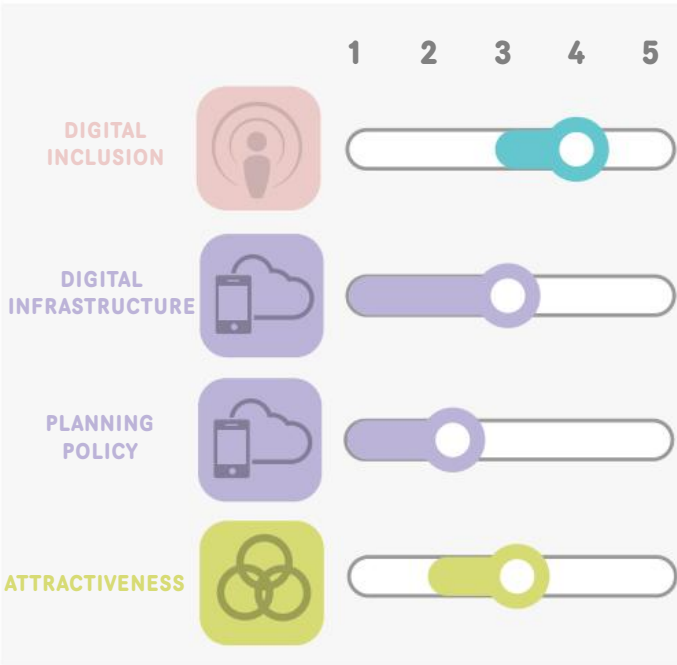 1 2 3 4 5
DIGITAL
INCLUSION
DIGITAL
INFRASTRUCTURE
PLANNING
POLICY
ATTRACTIVENESS